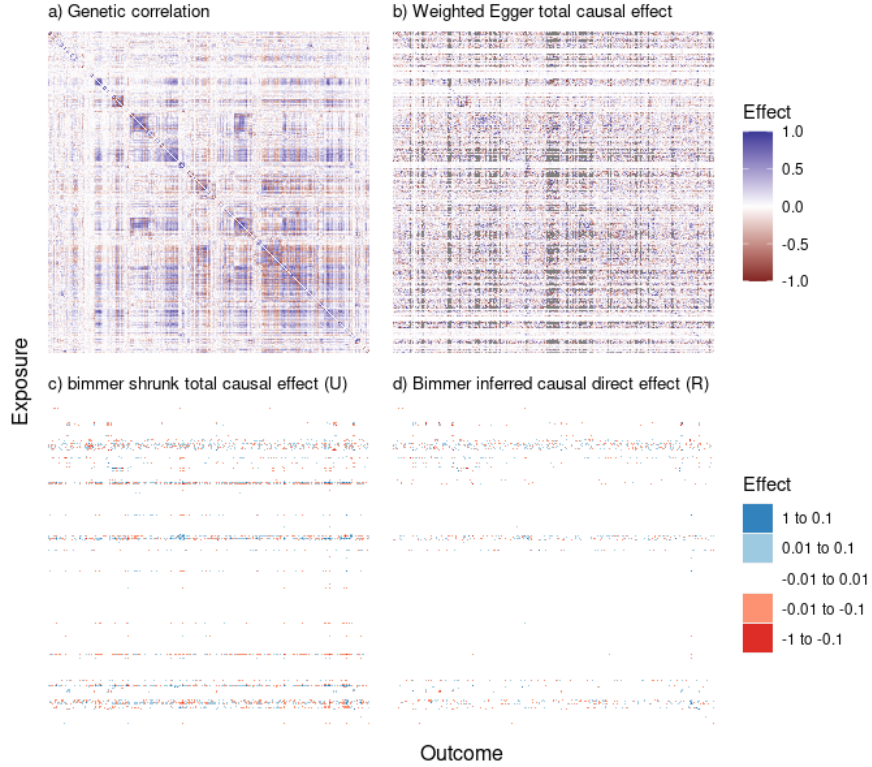 a) Genetic correlation
b) Weighted Egger total causal effect
Effect
1.0
0.5
0.0
-0.5
-1.0
Exposure
c) bimmer shrunk total causal effect (U)
d) Bimmer inferred causal direct effect (R)
Effect
1 to 0.1
0.01 to 0.1
-0.01 to 0.01
-0.01 to -0.1
-1 to -0.1
Outcome